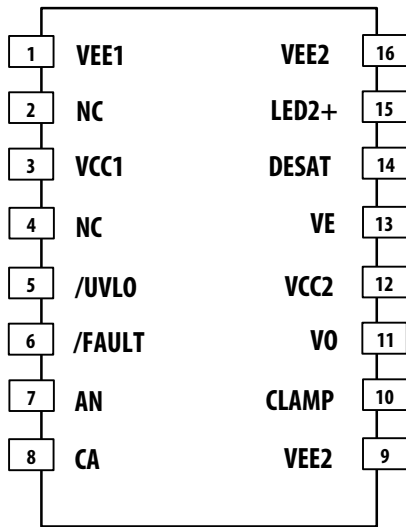 1 VEE1 VEE2 16
2 NC LED2+ 15
3 VCC1 DESAT 14
4 NC VE 13
5 /UVLO VCC2 12
6 /FAULT VO 11
7 AN CLAMP 10
8 CA VEE2 9